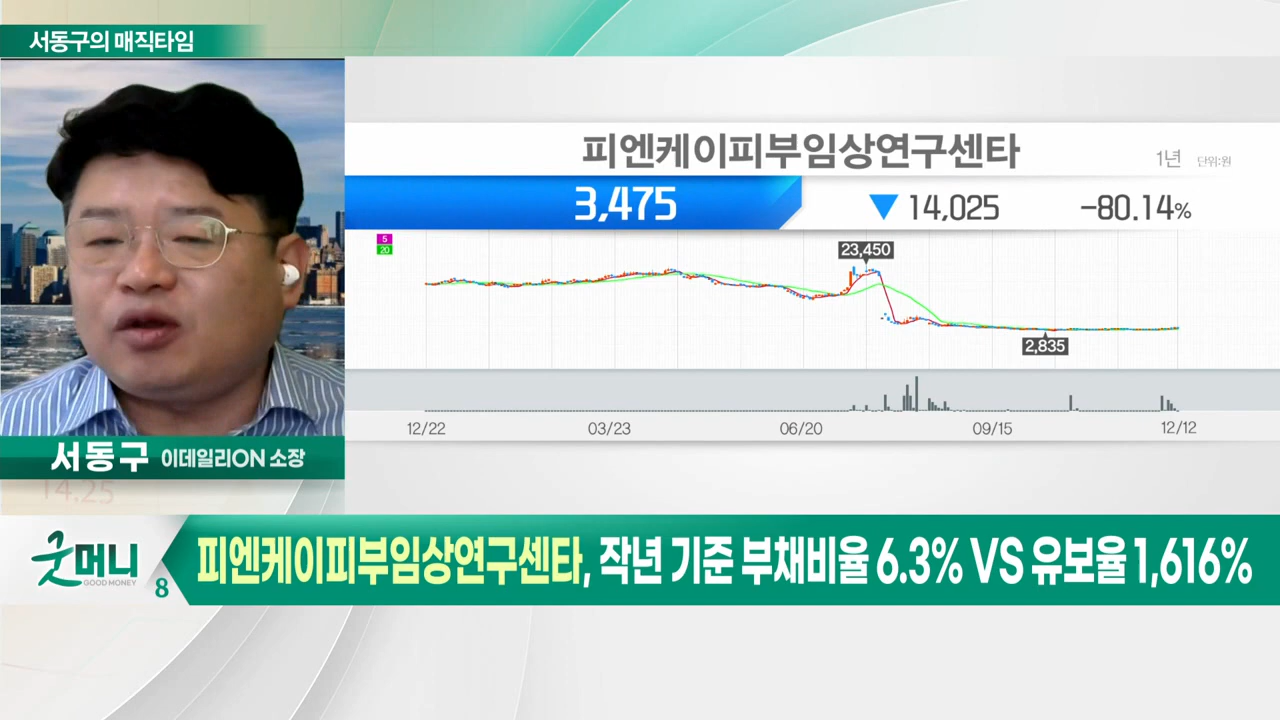 서동구의 매직타임
피엔케이피부임상연구센타
1년 단위:원
3,475 ▼ 14,025 -80.14%
5
20
23,450
2,835
12/22 03/23 06/20 09/15 12/12
서동구 이데일리ON 소장
14.25
굿머니 GOOD MONEY 8
피엔케이피부임상연구센타, 작년 기준 부채비율 6.3% VS 유보율 1,616%